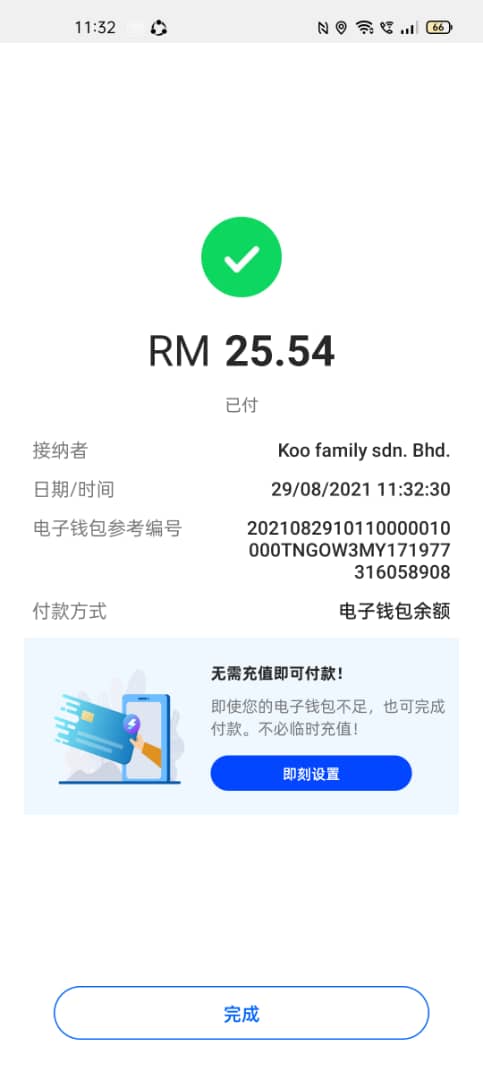 11:32
66
RM 25.54
已付
接纳者 Koo family sdn. Bhd.
日期/时间 29/08/2021 11:32:30
电子钱包参考编号 2021082910110000010
000TNGOW3MY171977
316058908
付款方式 电子钱包余额
无需充值即可付款!
即使您的电子钱包不足，也可完成
付款。不必临时充值!
即刻设置
完成